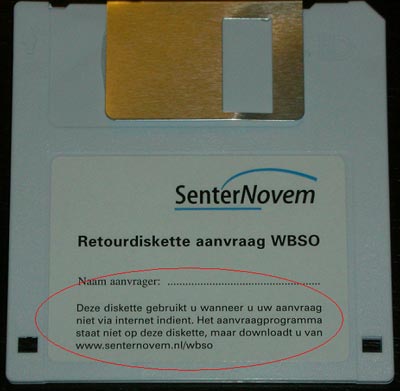 SenterNovem
Retourdiskette aanvraag WBSO
Naam aanvrager: ................................................
Deze diskette gebruikt u wanneer u uw aanvraag
niet via internet indient. Het aanvraagprogramma
staat niet op deze diskette, maar downloadt u van
www.senternovem.nl/wbso